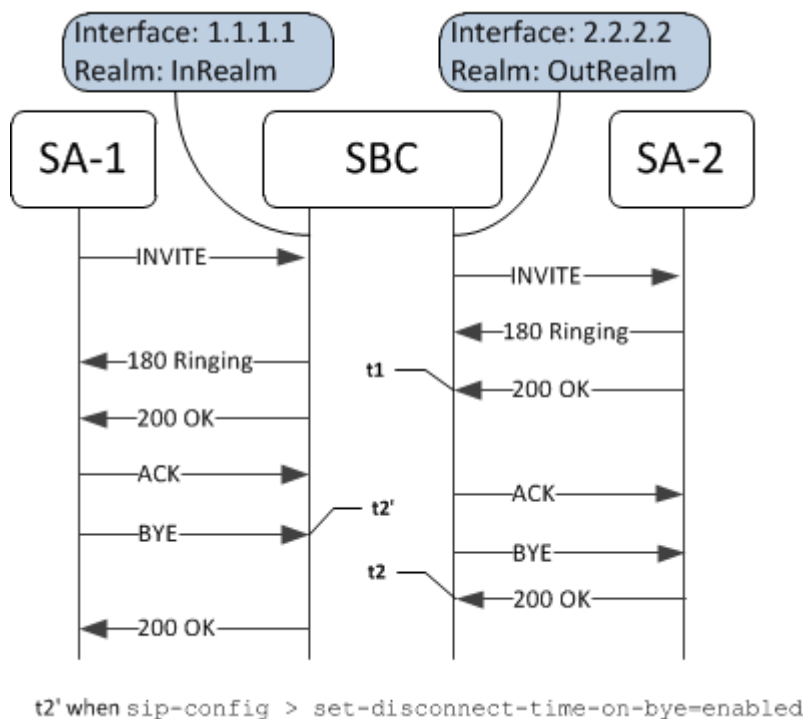 Interface: 1.1.1.1
Realm: InRealm
Interface: 2.2.2.2
Realm: OutRealm
SA-1
SBC
SA-2
INVITE
INVITE
180 Ringing
180 Ringing
t1
200 OK
200 OK
ACK
ACK
t2'
BYE
BYE
t2
200 OK
200 OK
t2' when sip-config > set-disconnect-time-on-bye=enabled